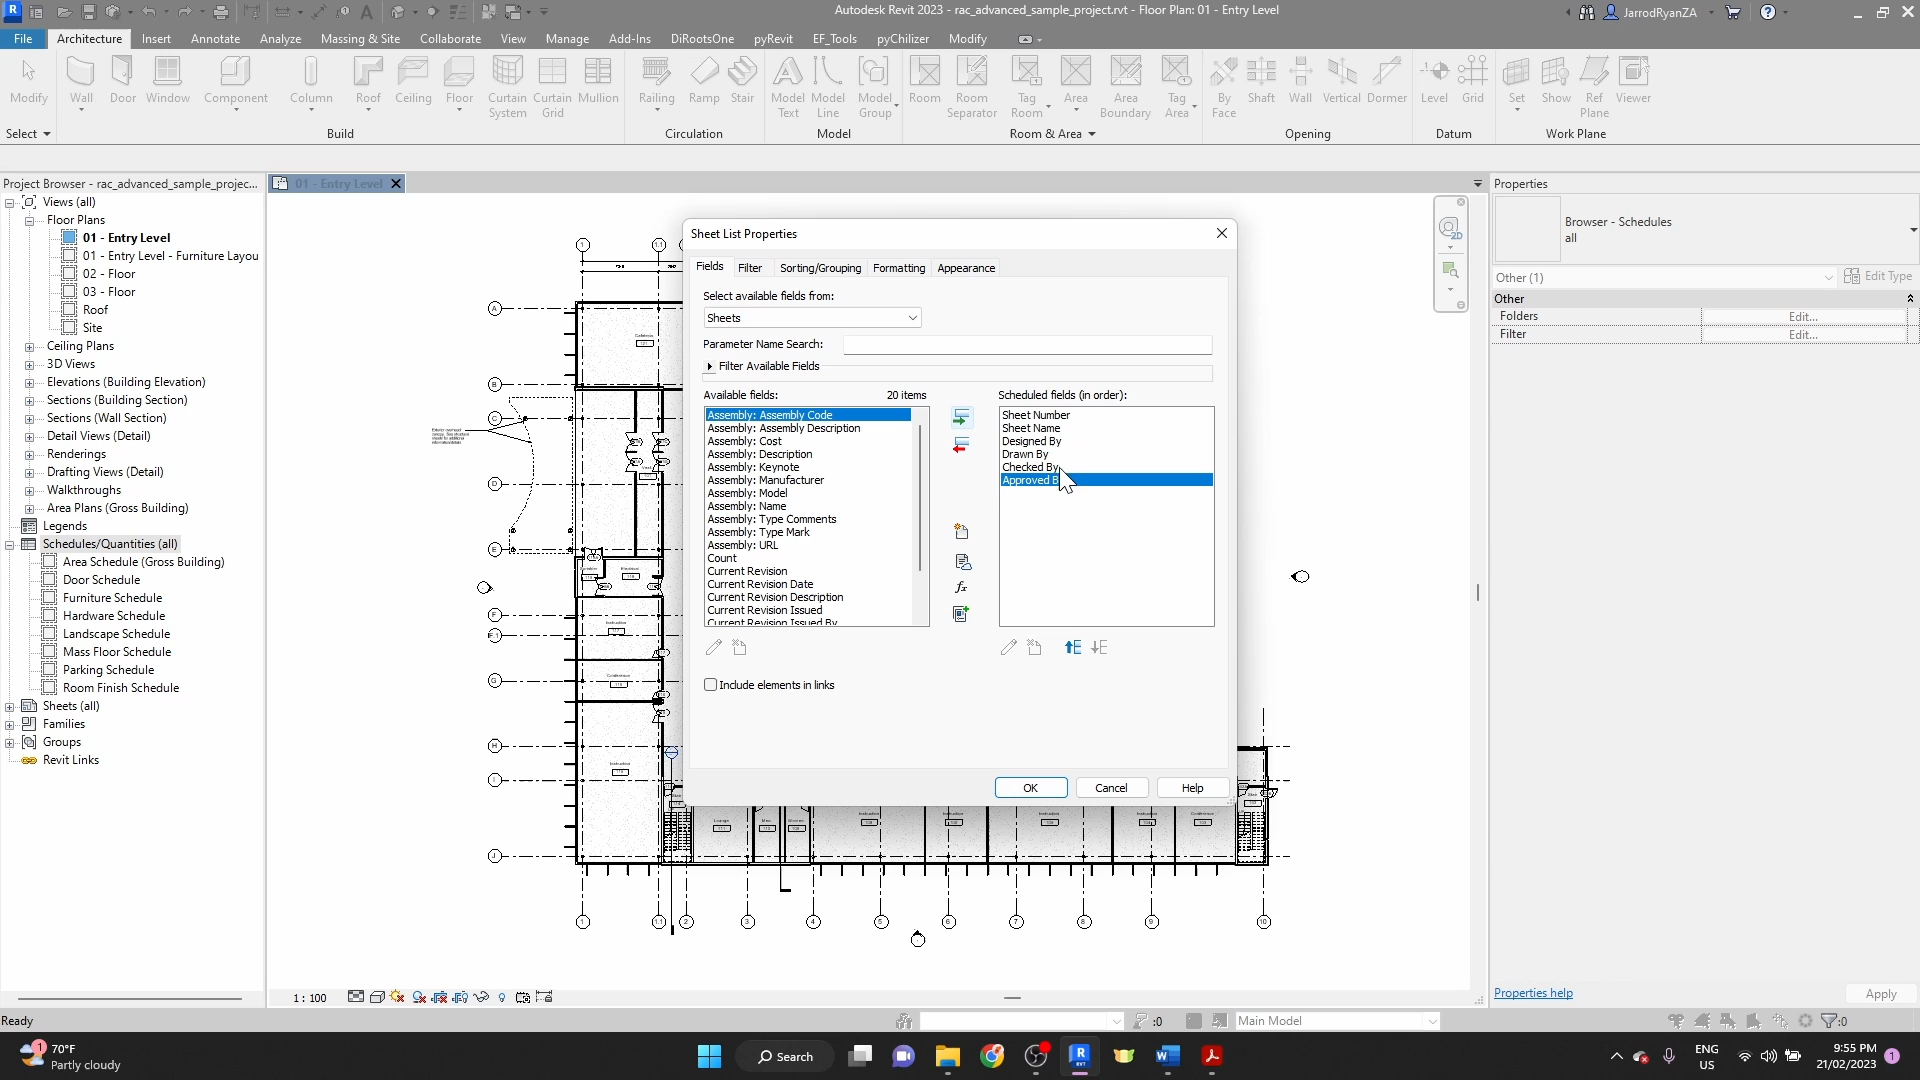 Autodesk Revit 2023 - rac_advanced_sample_project.rvt - Floor Plan: 01 - Entry Level
JarrodRyanZA
File Architecture Insert Annotate Analyze Massing & Site Collaborate View Manage Add-Ins DiRootsOne pyRevit EF_Tools pyChilizer Modify
Modify Wall Door Window Component Column Roof Ceiling Floor Curtain System Curtain Grid Mullion Railing Ramp Stair Model Text Model Line Model Group Room Room Separator Tag Room Area Area Boundary Tag Area By Face Shaft Wall Vertical Dormer Level Grid Set Show Ref Plane Viewer
Select Build Circulation Model Room & Area Opening Datum Work Plane
Project Browser - rac_advanced_sample_projec...
Views (all)
Floor Plans
01 - Entry Level
01 - Entry Level - Furniture Layou
02 - Floor
03 - Floor
Roof
Site
Ceiling Plans
3D Views
Elevations (Building Elevation)
Sections (Building Section)
Sections (Wall Section)
Detail Views (Detail)
Renderings
Drafting Views (Detail)
Walkthroughs
Area Plans (Gross Building)
Legends
Schedules/Quantities (all)
Area Schedule (Gross Building)
Door Schedule
Furniture Schedule
Hardware Schedule
Landscape Schedule
Mass Floor Schedule
Parking Schedule
Room Finish Schedule
Sheets (all)
Families
Groups
Revit Links
01 - Entry Level
Sheet List Properties
Fields Filter Sorting/Grouping Formatting Appearance
Select available fields from:
Sheets
Parameter Name Search:
Filter Available Fields
Available fields: 20 items
Assembly: Assembly Code
Assembly: Assembly Description
Assembly: Cost
Assembly: Description
Assembly: Keynote
Assembly: Manufacturer
Assembly: Model
Assembly: Name
Assembly: Type Comments
Assembly: Type Mark
Assembly: URL
Count
Current Revision
Current Revision Date
Current Revision Description
Current Revision Issued
Current Revision Issued By
Scheduled fields (in order):
Sheet Number
Sheet Name
Designed By
Drawn By
Checked By
Approved B
Include elements in links
OK Cancel Help
Properties
Browser - Schedules
all
Other (1) Edit Type
Other
Folders Edit...
Filter Edit...
Properties help Apply
1 : 100
Ready :0 Main Model :0
70°F
Partly cloudy
Search
ENG
US
9:55 PM
21/02/2023